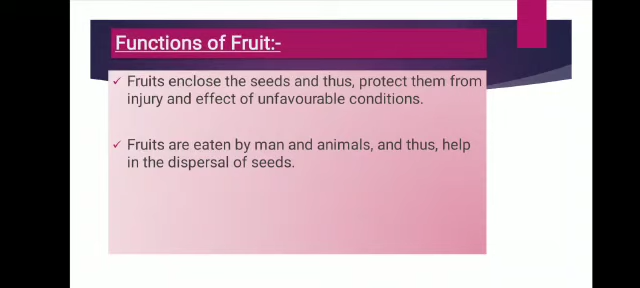 Functions of Fruit:-
✓ Fruits enclose the seeds and thus, protect them from
injury and effect of unfavourable conditions.
✓ Fruits are eaten by man and animals, and thus, help
in the dispersal of seeds.